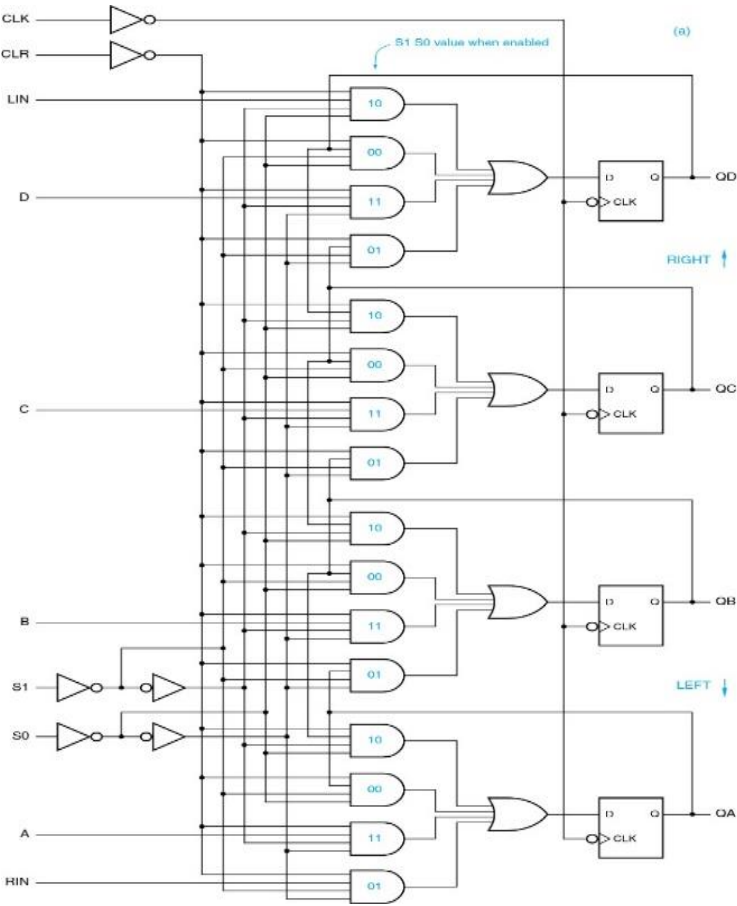 CLK
(a)
CLR
S1 S0 value when enabled
LIN
10
00
D Q QD
D
11
CLK
01
RIGHT
10
00
D Q QC
C
11
CLK
01
10
00
D Q QB
B
11
CLK
01
S1
LEFT
S0
10
00
D Q QA
A
11
CLK
RIN
01